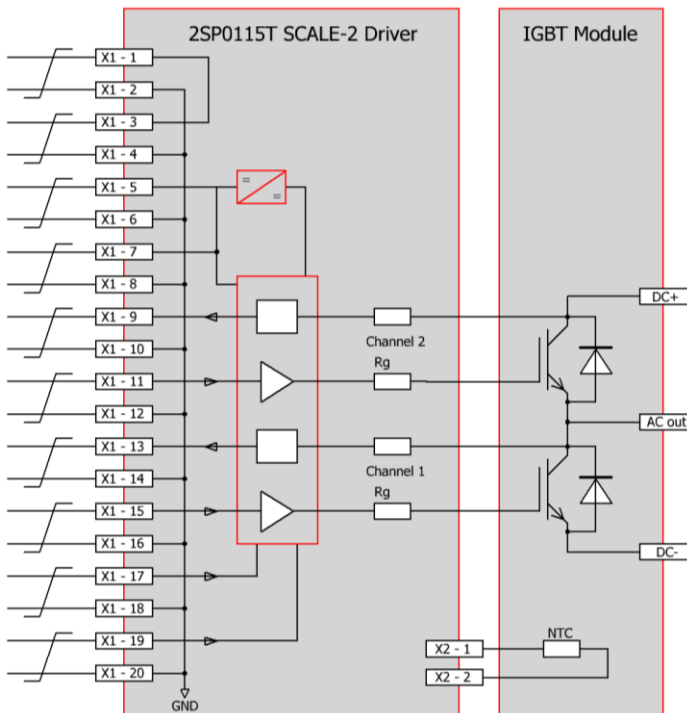 2SP0115T SCALE-2 Driver
IGBT Module
X1 - 1
X1 - 2
X1 - 3
X1 - 4
X1 - 5
=
=
X1 - 6
X1 - 7
X1 - 8
DC+
X1 - 9
Channel 2
X1 - 10
Rg
X1 - 11
X1 - 12
AC out
X1 - 13
Channel 1
X1 - 14
Rg
X1 - 15
X1 - 16
DC-
X1 - 17
X1 - 18
X1 - 19
NTC
X2 - 1
X1 - 20
X2 - 2
GND